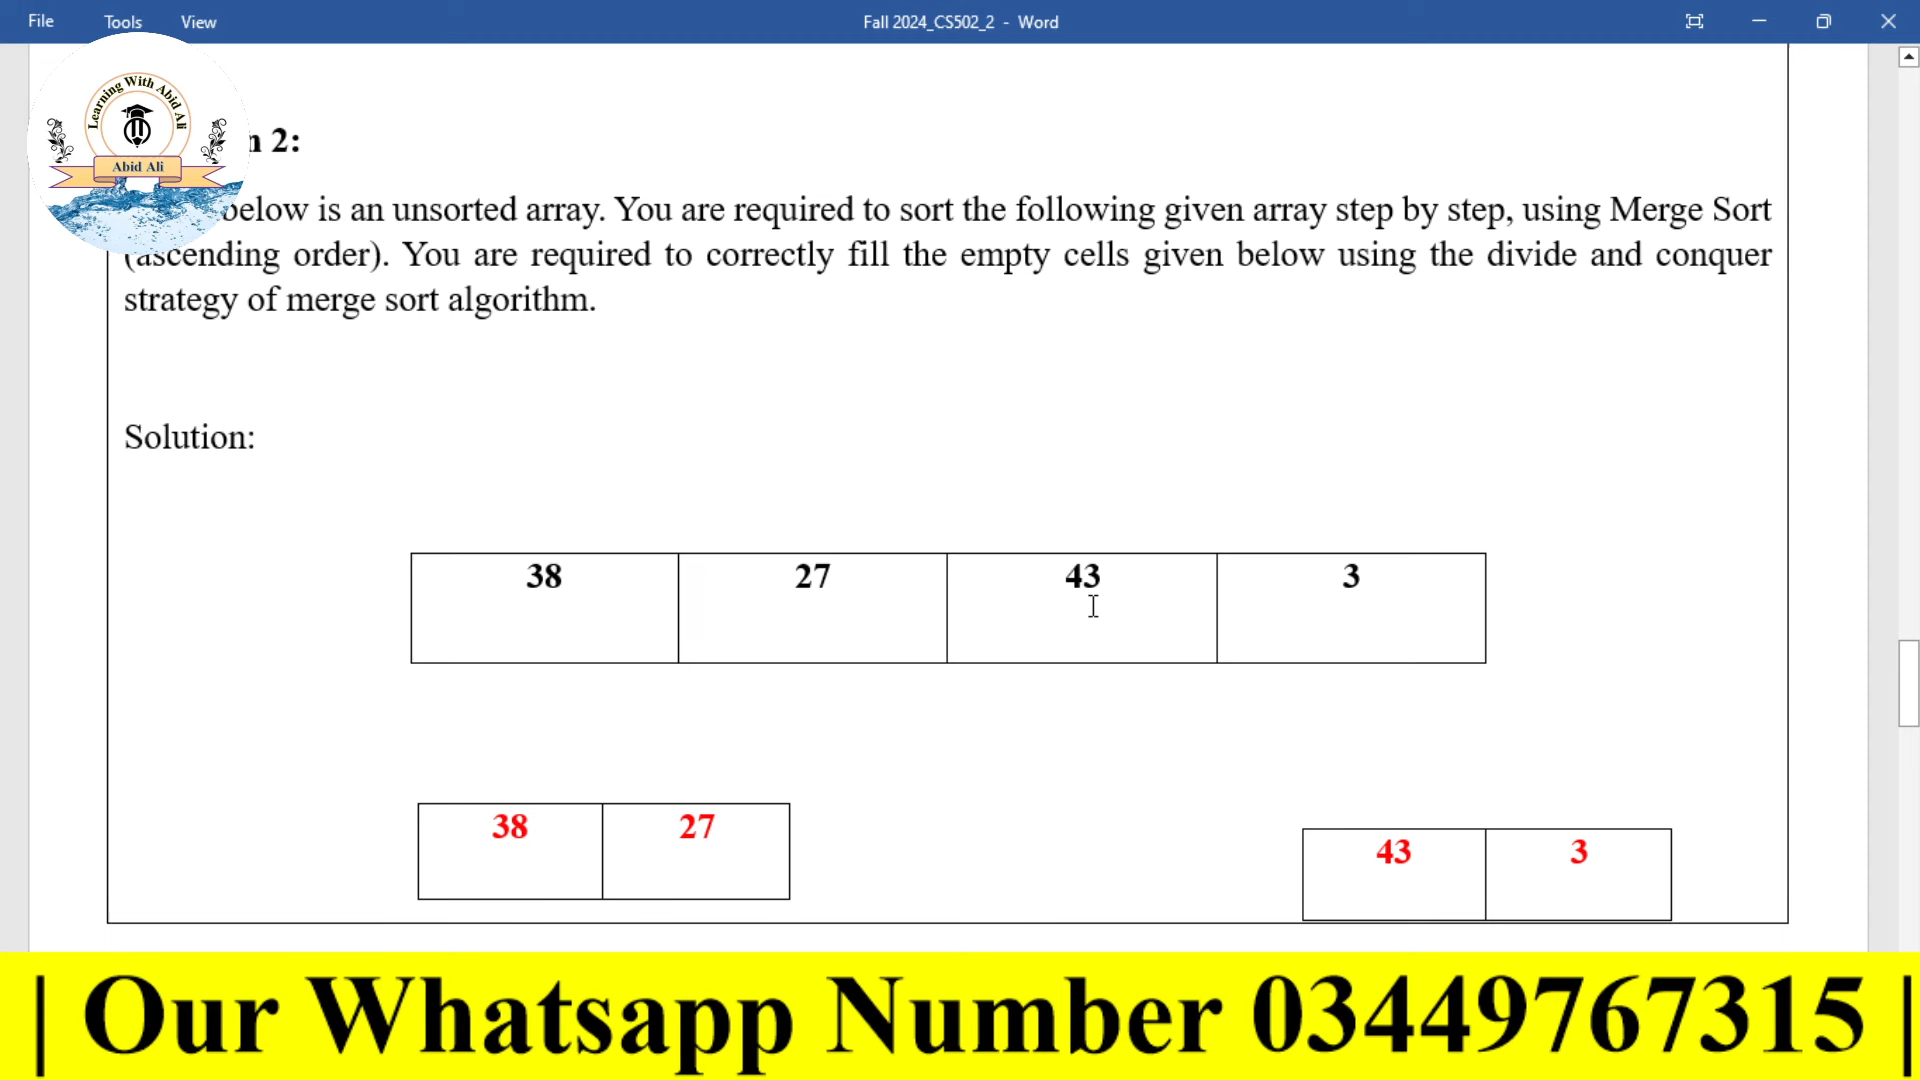 File Tools View Fall 2024_CS502_2 - Word
Learning With Abid Ali
Abid Ali
n 2:
below is an unsorted array. You are required to sort the following given array step by step, using Merge Sort
(ascending order). You are required to correctly fill the empty cells given below using the divide and conquer
strategy of merge sort algorithm.
Solution:
38 27 43 3
38 27
43 3
| Our Whatsapp Number 03449767315 |